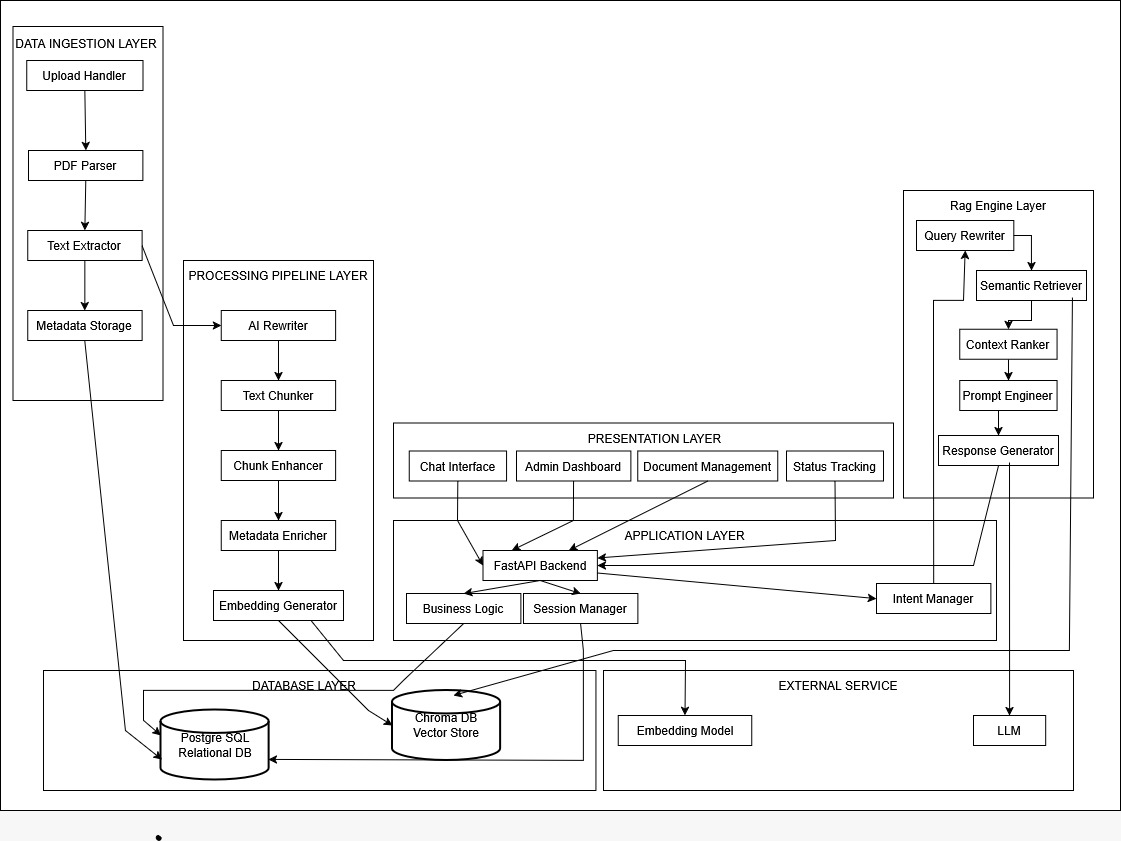 DATA INGESTION LAYER
Upload Handler
PDF Parser
Text Extractor
Metadata Storage
PROCESSING PIPELINE LAYER
AI Rewriter
Text Chunker
Chunk Enhancer
Metadata Enricher
Embedding Generator
PRESENTATION LAYER
Chat Interface
Admin Dashboard
Document Management
Status Tracking
APPLICATION LAYER
FastAPI Backend
Business Logic
Session Manager
Intent Manager
Rag Engine Layer
Query Rewriter
Semantic Retriever
Context Ranker
Prompt Engineer
Response Generator
DATABASE LAYER
Postgre SQL
Relational DB
Chroma DB
Vector Store
EXTERNAL SERVICE
Embedding Model
LLM